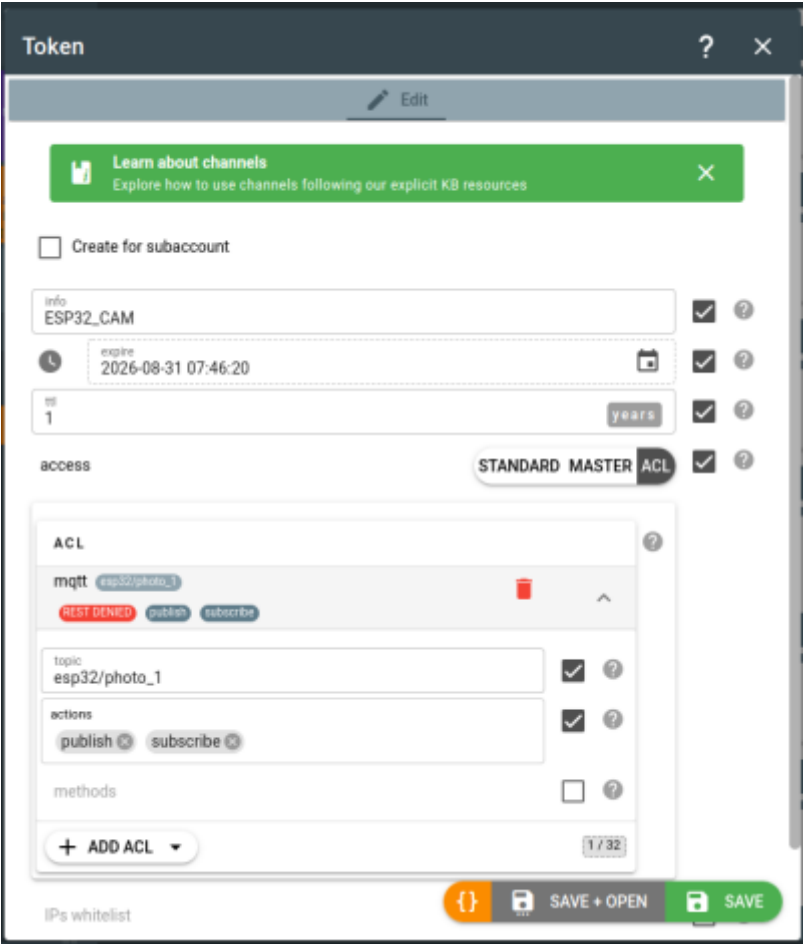 Token ?
Edit
Learn about channels
Explore how to use channels following our explicit KB resources
Create for subaccount
info
ESP32_CAM
expire
2026-08-31 07:46:20
ttl
1 years
access STANDARD MASTER ACL
ACL
mqtt esp32/photo_1
REST DENIED publish subscribe
topic
esp32/photo_1
actions
publish subscribe
methods
+ ADD ACL 1 / 32
IPs whitelist {} SAVE + OPEN SAVE